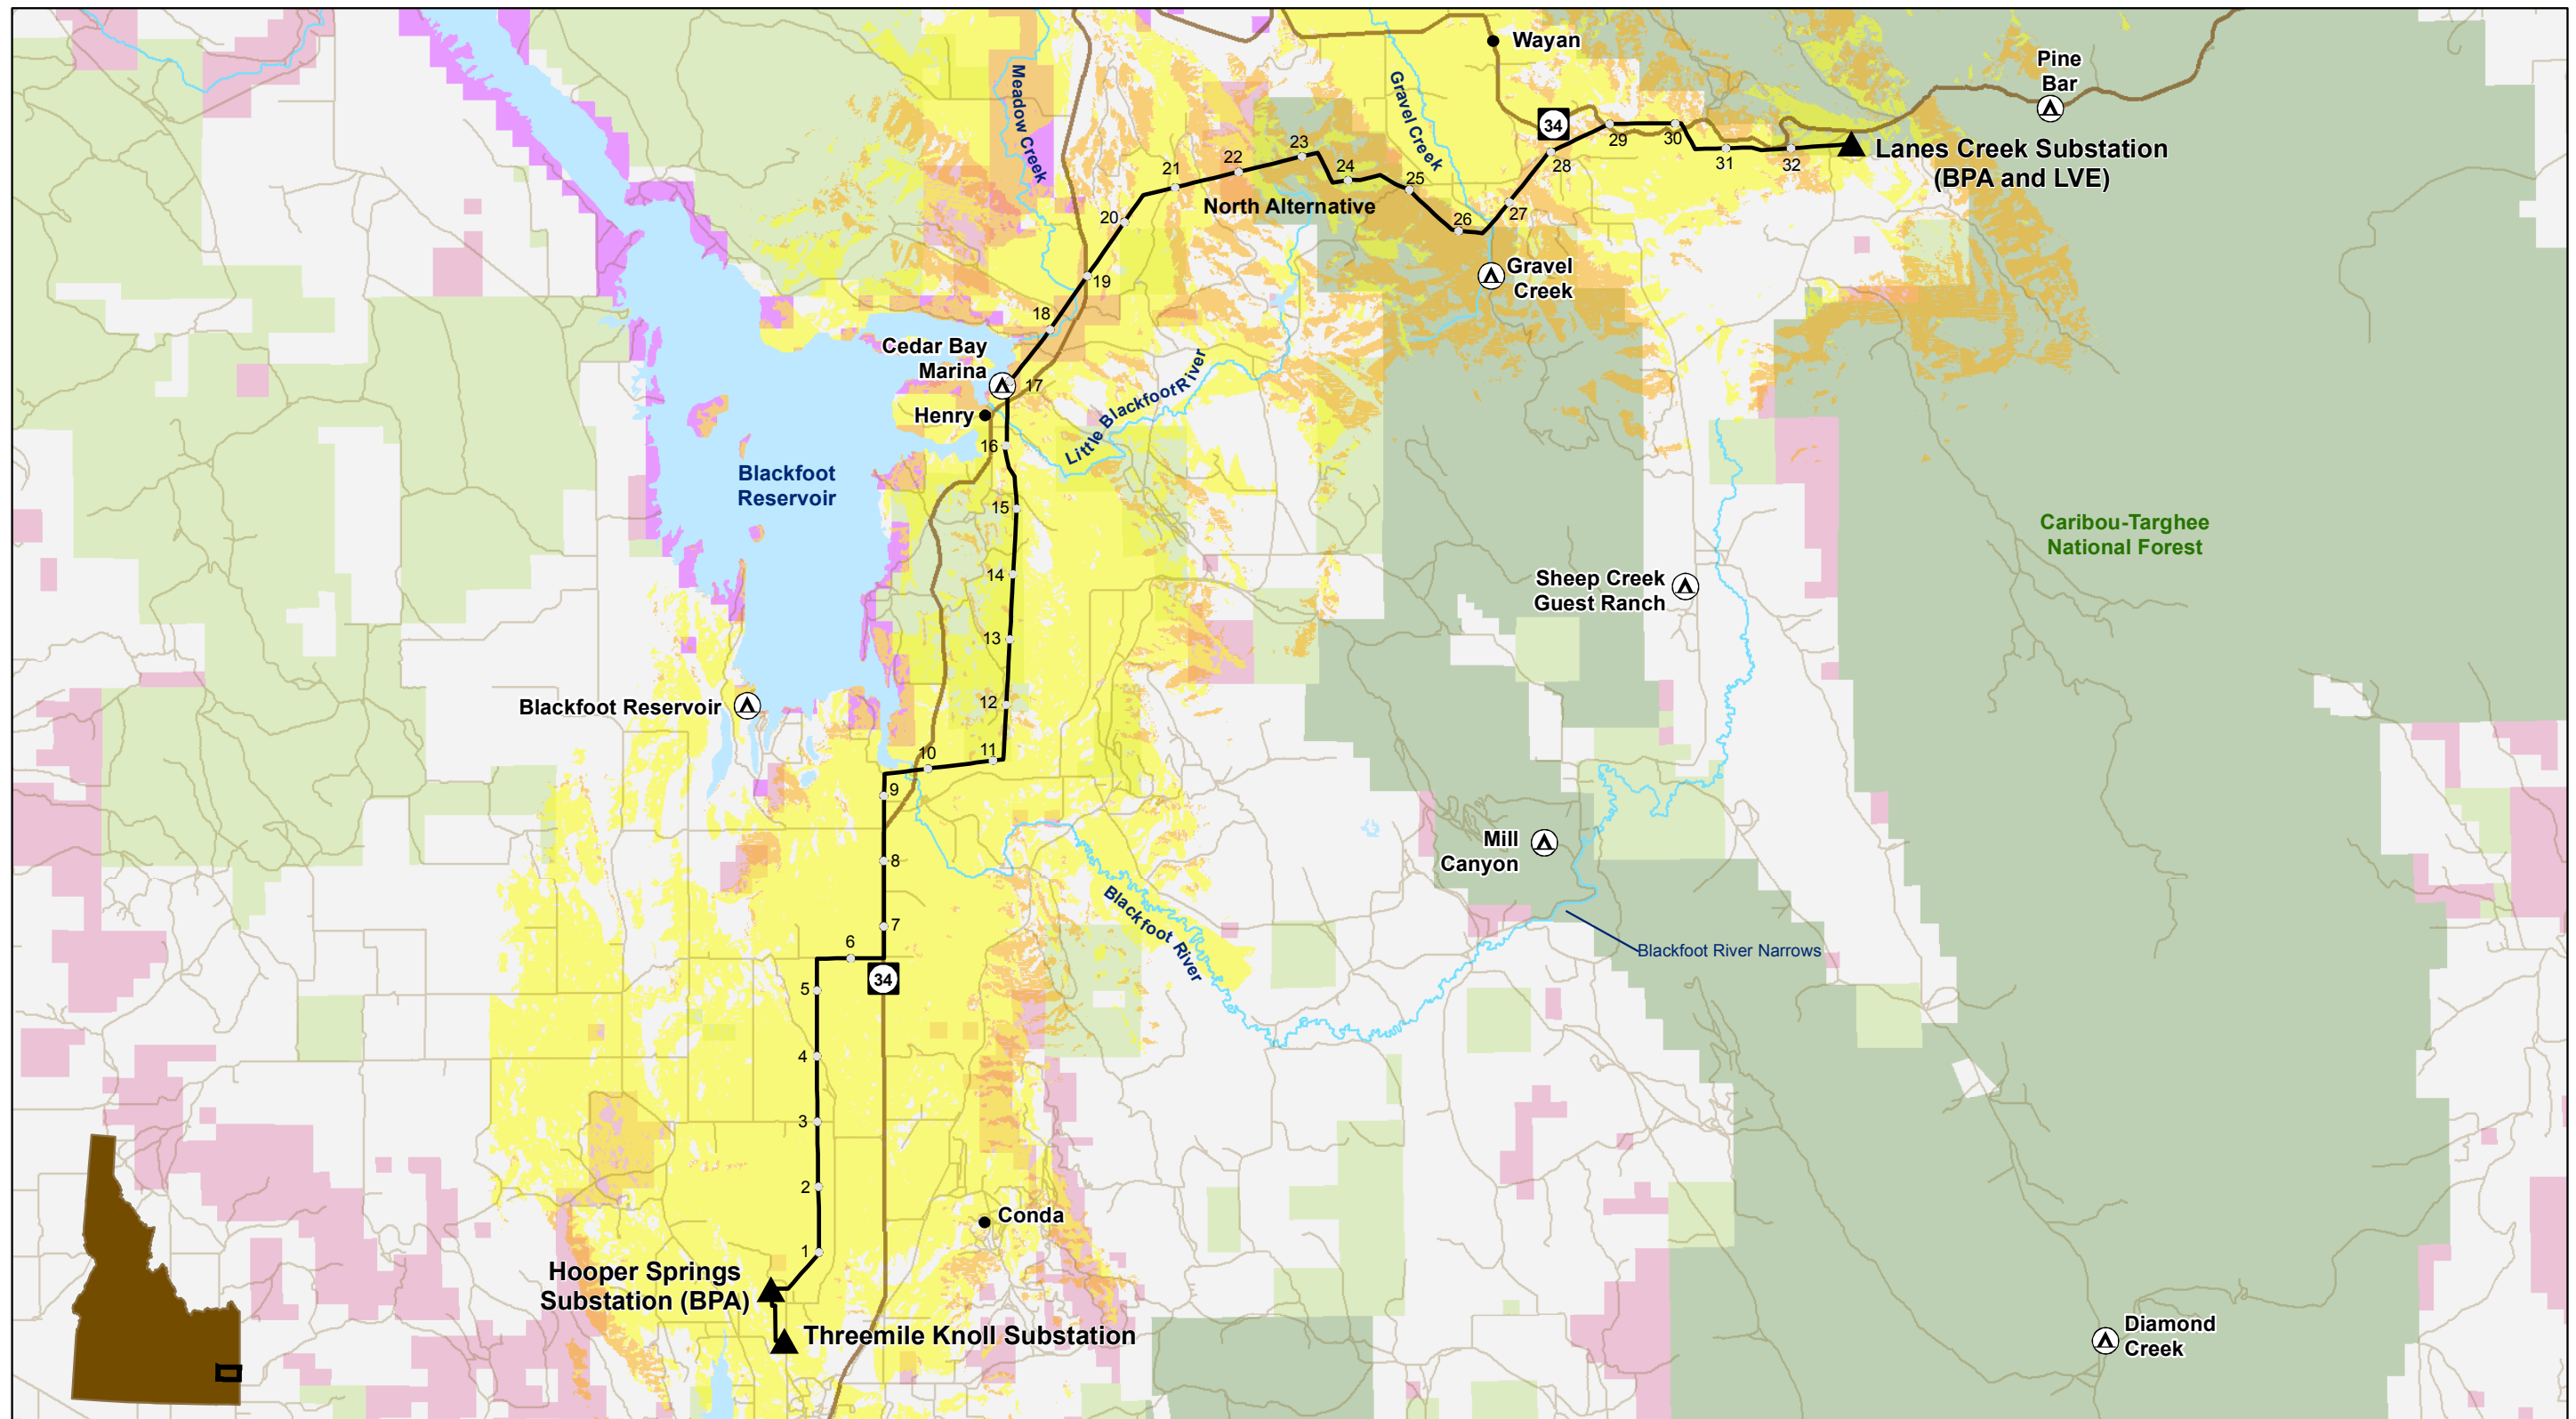 Wayan
Pine
Bar
Meadow Creek
Gravel Creek
34
Lanes Creek Substation
(BPA and LVE)
North Alternative
21
22
23
24
25
26
27
28
29
30
31
32
20
19
18
17
Gravel
Creek
Cedar Bay
Marina
Henry
Little Blackfoot River
16
15
14
13
12
11
10
9
8
7
6
5
4
3
2
1
Blackfoot
Reservoir
Caribou-Targhee
National Forest
Sheep Creek
Guest Ranch
Blackfoot Reservoir
Mill
Canyon
Blackfoot River
Blackfoot River Narrows
34
Conda
Hooper Springs
Substation (BPA)
Threemile Knoll Substation
Diamond
Creek